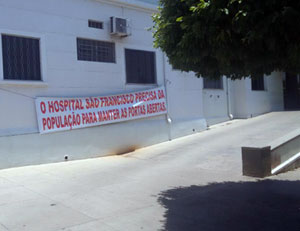 O HOSPITAL SÃO FRANCISCO PRECISA DA
POPULAÇÃO PARA MANTER AS PORTAS ABERTAS.